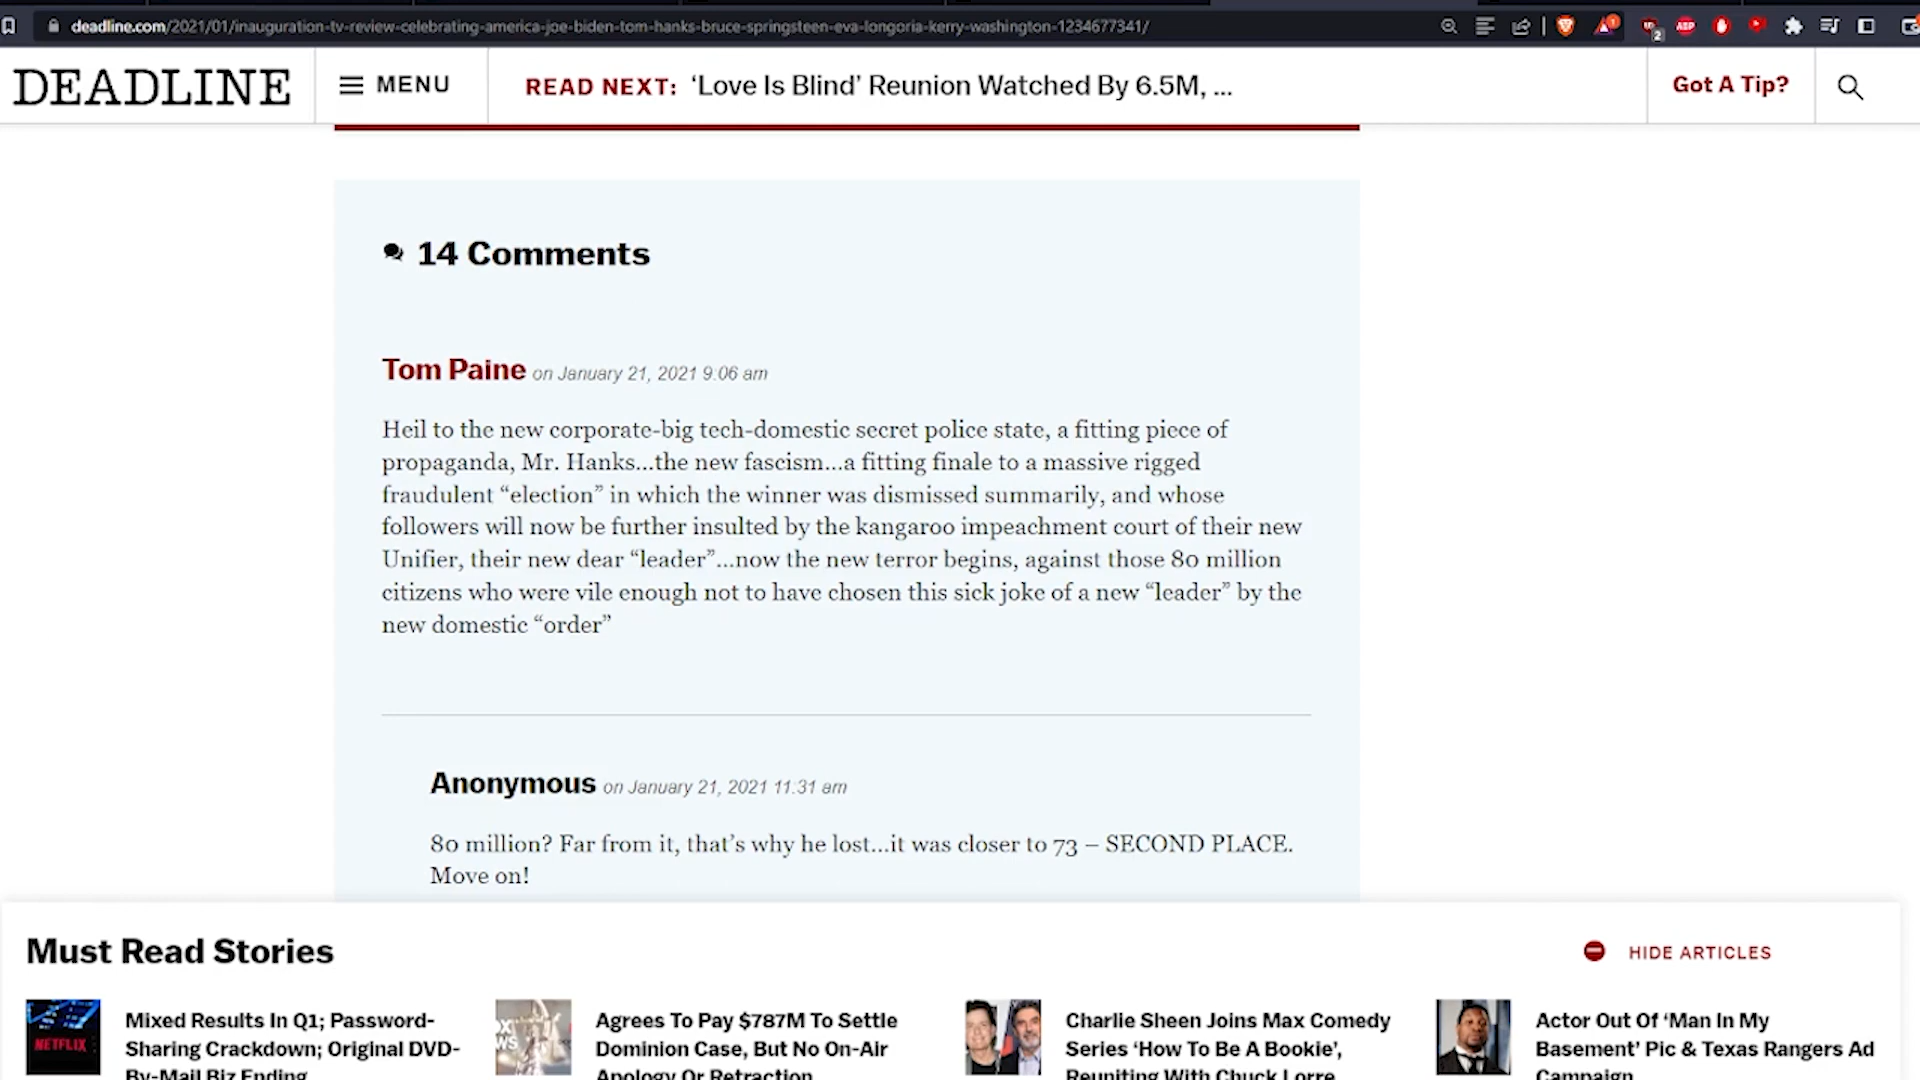 deadline.com/2021/01/inauguration-tv-review-celebrating-america-joe-biden-tom-hanks-bruce-springsteen-eva-longoria-kerry-washington-1234677341/
DEADLINE
MENU
READ NEXT: ‘Love Is Blind’ Reunion Watched By 6.5M, ...
Got A Tip?
14 Comments
Tom Paine on January 21, 2021 9:06 am
Heil to the new corporate-big tech-domestic secret police state, a fitting piece of
propaganda, Mr. Hanks…the new fascism…a fitting finale to a massive rigged
fraudulent “election” in which the winner was dismissed summarily, and whose
followers will now be further insulted by the kangaroo impeachment court of their new
Unifier, their new dear “leader”…now the new terror begins, against those 80 million
citizens who were vile enough not to have chosen this sick joke of a new “leader” by the
new domestic “order”
Anonymous on January 21, 2021 11:31 am
80 million? Far from it, that’s why he lost…it was closer to 73 – SECOND PLACE.
Move on!
Must Read Stories
HIDE ARTICLES
NETFLIX
Mixed Results In Q1; Password-
Sharing Crackdown; Original DVD-
By-Mail Biz Ending
Agrees To Pay $787M To Settle
Dominion Case, But No On-Air
Apology Or Retraction
Charlie Sheen Joins Max Comedy
Series ‘How To Be A Bookie’,
Reuniting With Chuck Lorre
Actor Out Of ‘Man In My
Basement’ Pic & Texas Rangers Ad
Campaign